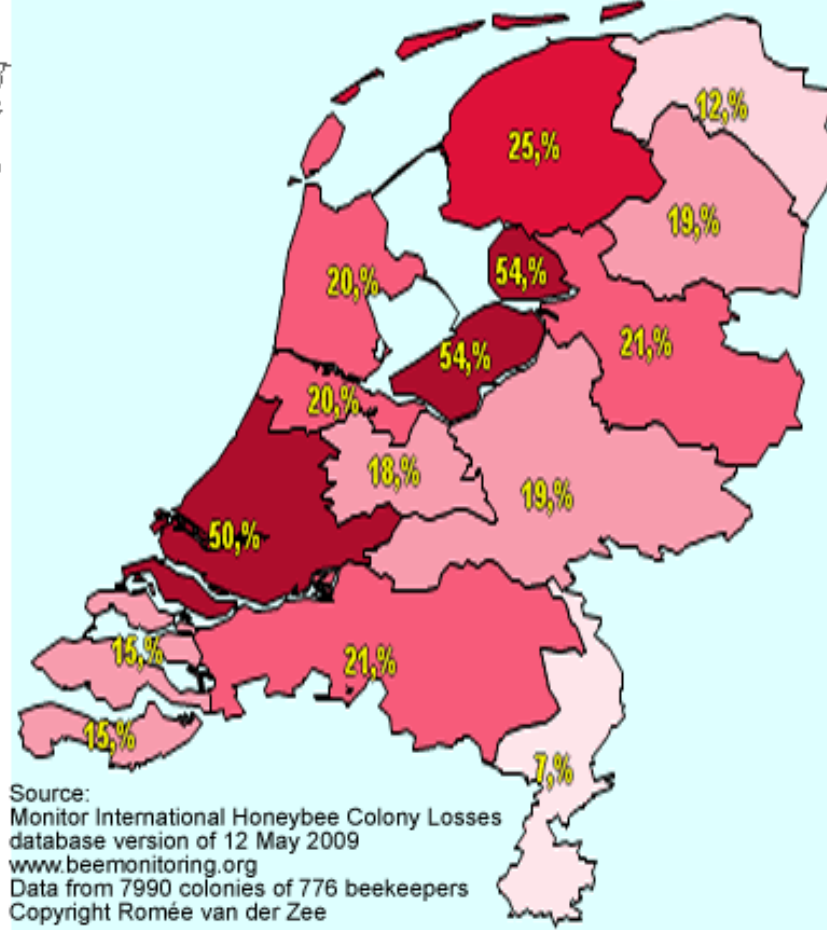 12,%
25,%
19,%
54,%
20,%
21,%
54,%
20,%
18,%
19,%
50,%
15,%
21,%
15,%
7,%
Source:
Monitor International Honeybee Colony Losses
database version of 12 May 2009
www.beemonitoring.org
Data from 7990 colonies of 776 beekeepers
Copyright Romée van der Zee